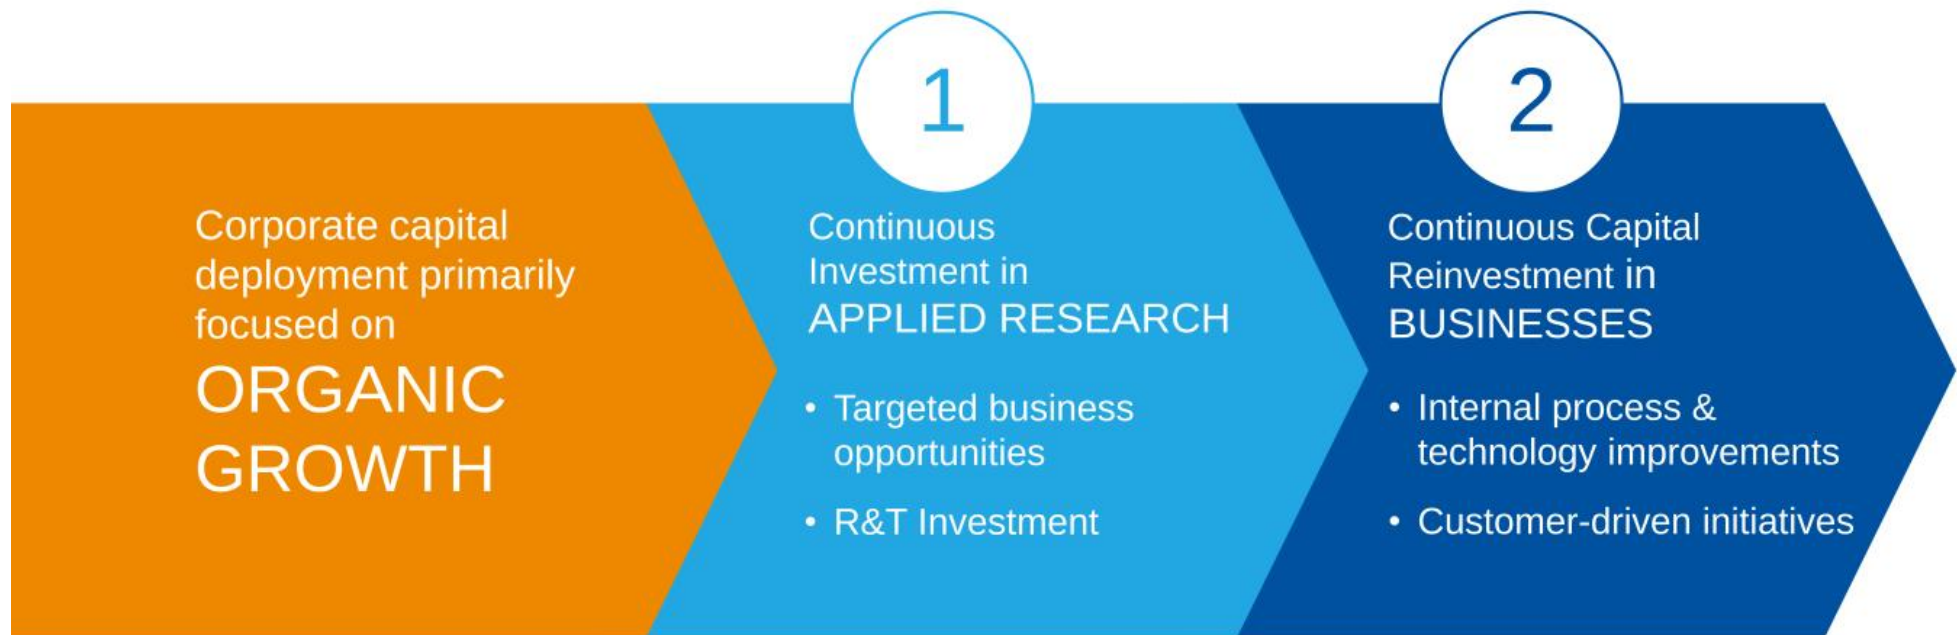 Corporate capital
deployment primarily
focused on
ORGANIC
GROWTH
1
Continuous
Investment in
APPLIED RESEARCH
• Targeted business
opportunities
• R&T Investment
2
Continuous Capital
Reinvestment in
BUSINESSES
• Internal process &
technology improvements
• Customer-driven initiatives